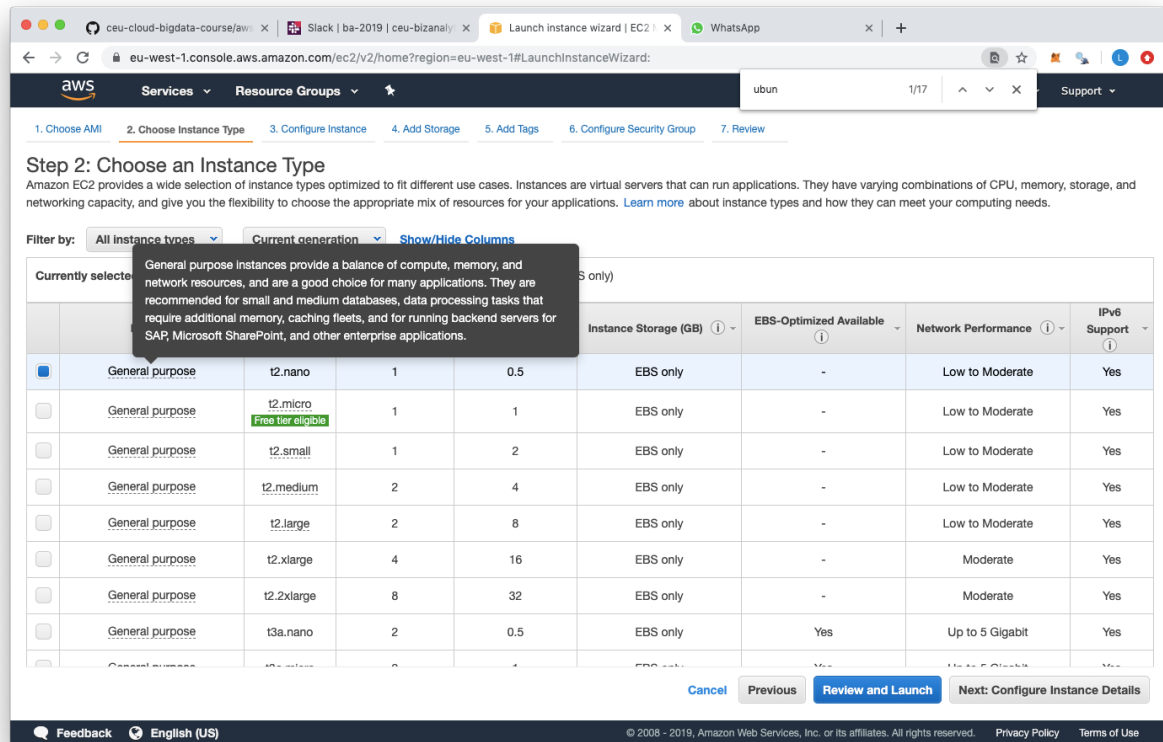 ceu-cloud-bigdata-course/aws
Slack | ba-2019 | ceu-bizanaly
Launch instance wizard | EC2 M
WhatsApp
eu-west-1.console.aws.amazon.com/ec2/v2/home?region=eu-west-1#LaunchInstanceWizard:
L
ubun 1/17
aws Services Resource Groups Support
1. Choose AMI 2. Choose Instance Type 3. Configure Instance 4. Add Storage 5. Add Tags 6. Configure Security Group 7. Review
Step 2: Choose an Instance Type
Amazon EC2 provides a wide selection of instance types optimized to fit different use cases. Instances are virtual servers that can run applications. They have varying combinations of CPU, memory, storage, and
networking capacity, and give you the flexibility to choose the appropriate mix of resources for your applications. Learn more about instance types and how they can meet your computing needs.
Filter by: All instance types Current generation Show/Hide Columns
Currently selected
General purpose instances provide a balance of compute, memory, and
network resources, and are a good choice for many applications. They are
recommended for small and medium databases, data processing tasks that
require additional memory, caching fleets, and for running backend servers for
SAP, Microsoft SharePoint, and other enterprise applications.
S only)
Instance Storage (GB) EBS-Optimized Available Network Performance IPv6 Support
General purpose t2.nano 1 0.5 EBS only - Low to Moderate Yes
General purpose t2.micro 1 1 EBS only - Low to Moderate Yes
Free tier eligible
General purpose t2.small 1 2 EBS only - Low to Moderate Yes
General purpose t2.medium 2 4 EBS only - Low to Moderate Yes
General purpose t2.large 2 8 EBS only - Low to Moderate Yes
General purpose t2.xlarge 4 16 EBS only - Moderate Yes
General purpose t2.2xlarge 8 32 EBS only - Moderate Yes
General purpose t3a.nano 2 0.5 EBS only Yes Up to 5 Gigabit Yes
Cancel Previous Review and Launch Next: Configure Instance Details
Feedback English (US) © 2008 - 2019, Amazon Web Services, Inc. or its affiliates. All rights reserved. Privacy Policy Terms of Use